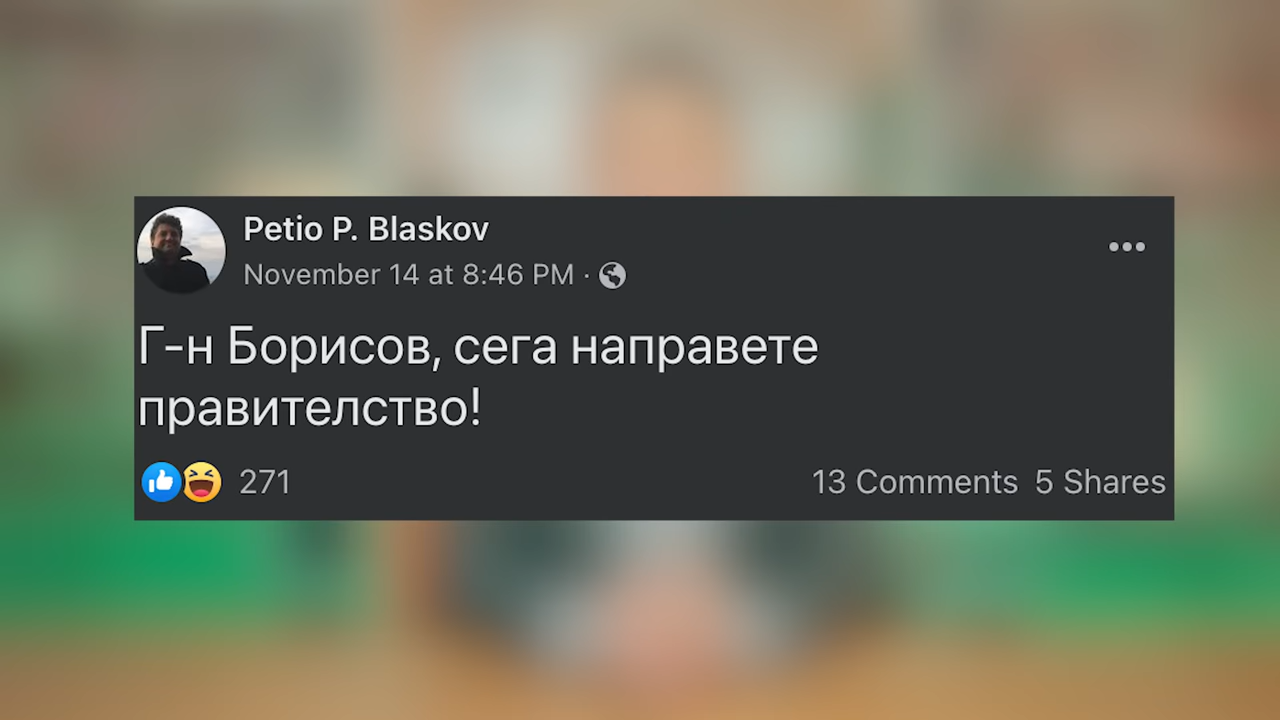 Petio P. Blaskov
November 14 at 8:46 PM ·
Г-н Борисов, сега направете
правителство!
271
13 Comments 5 Shares